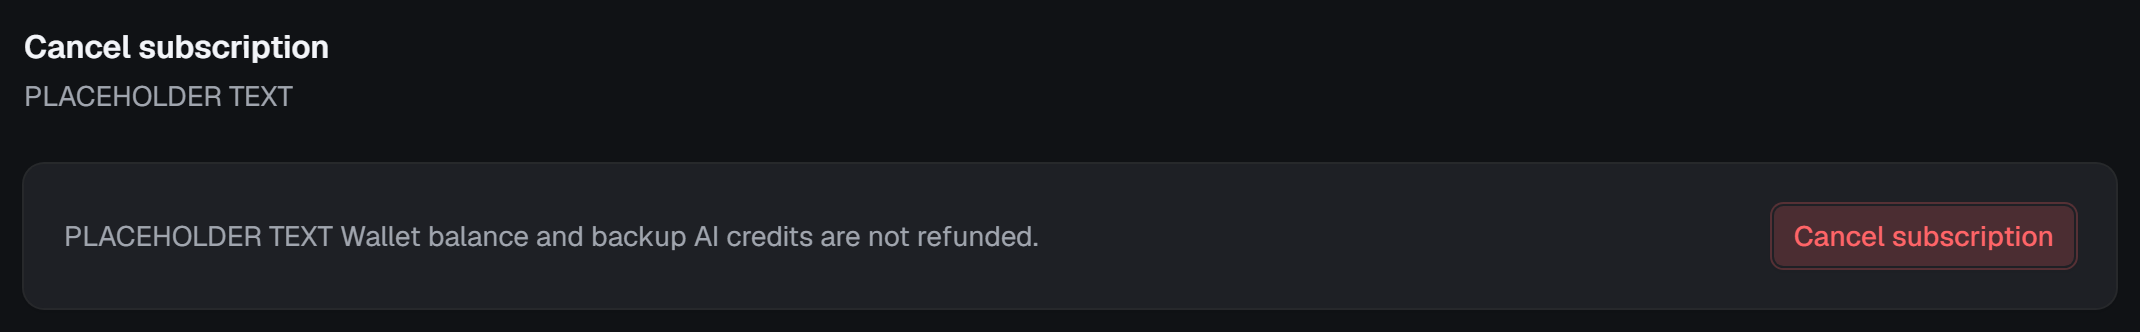 Cancel subscription
PLACEHOLDER TEXT
PLACEHOLDER TEXT Wallet balance and backup AI credits are not refunded.
Cancel subscription